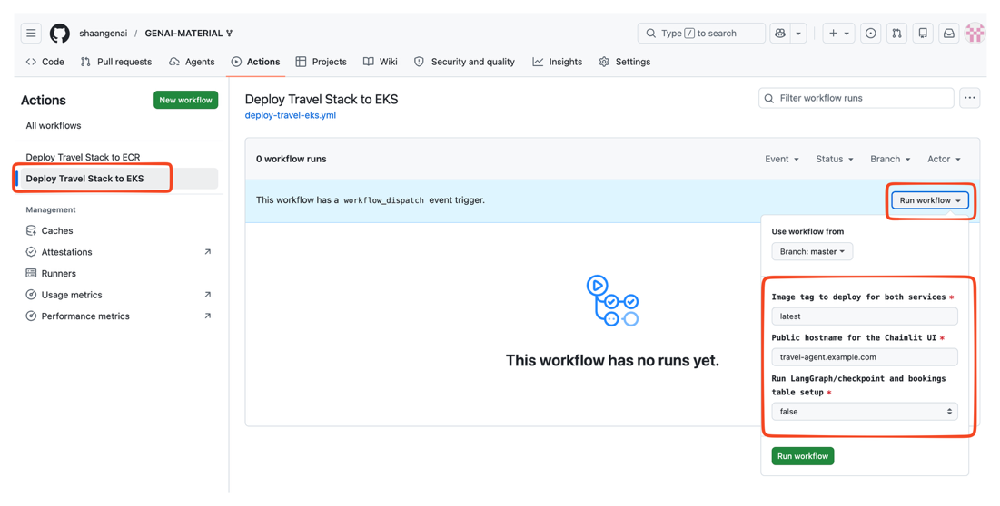 shaangenai / GENAI-MATERIAL
Type / to search
Code
Pull requests
Agents
Actions
Projects
Wiki
Security and quality
Insights
Settings
Actions
New workflow
All workflows
Deploy Travel Stack to ECR
Deploy Travel Stack to EKS
Management
Caches
Attestations
Runners
Usage metrics
Performance metrics
Deploy Travel Stack to EKS
deploy-travel-eks.yml
Filter workflow runs
0 workflow runs
Event
Status
Branch
Actor
This workflow has a workflow_dispatch event trigger.
Run workflow
Use workflow from
Branch: master
Image tag to deploy for both services *
latest
Public hostname for the Chainlit UI *
travel-agent.example.com
Run LangGraph/checkpoint and bookings
table setup *
false
Run workflow
This workflow has no runs yet.